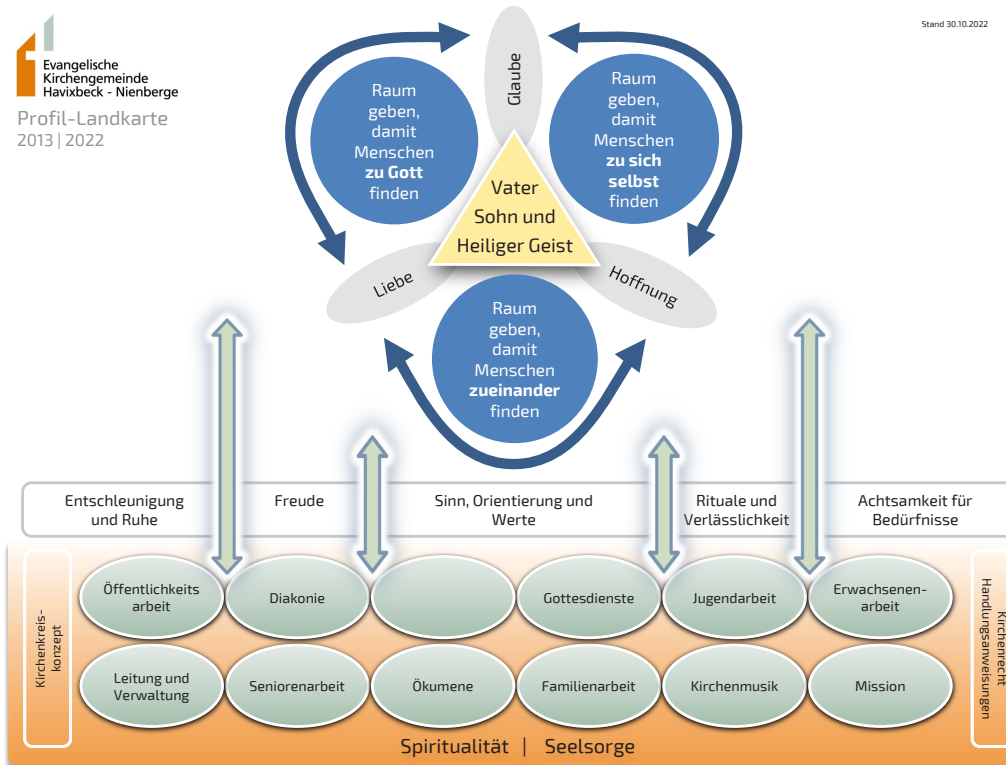 Stand 30.10.2022
Evangelische
Kirchengemeinde
Havixbeck - Nienberge
Profil-Landkarte
2013 | 2022
Glaube
Raum
geben,
damit
Menschen
zu Gott
finden
Raum
geben,
damit
Menschen
zu sich
selbst
finden
Vater
Sohn und
Heiliger Geist
Liebe
Hoffnung
Raum
geben,
damit
Menschen
zueinander
finden
Entschleunigung
und Ruhe
Freude
Sinn, Orientierung und
Werte
Rituale und
Verlässlichkeit
Achtsamkeit für
Bedürfnisse
Kirchenkreis-
konzept
Öffentlichkeits
arbeit
Diakonie
Gottesdienste
Jugendarbeit
Erwachsenen-
arbeit
Leitung und
Verwaltung
Seniorenarbeit
Ökumene
Familienarbeit
Kirchenmusik
Mission
Kirchenrecht
Handlungsanweisungen
Spiritualität | Seelsorge